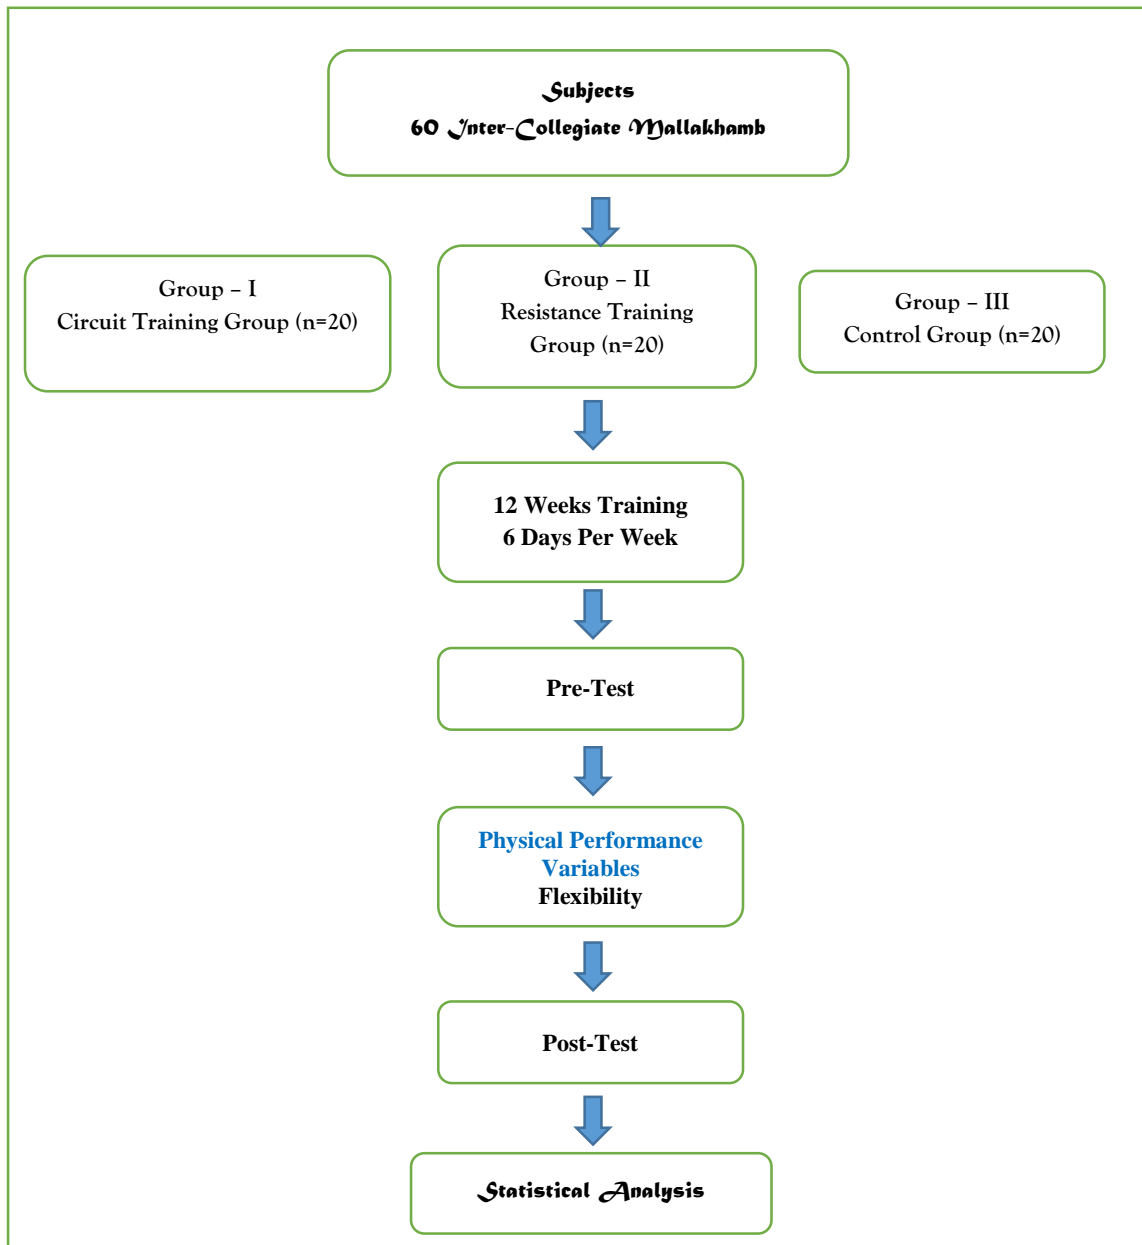 Subjects
60 Inter-Collegiate Mallakhamb
Group – I
Circuit Training Group (n=20)
Group – II
Resistance Training
Group (n=20)
Group – III
Control Group (n=20)
12 Weeks Training
6 Days Per Week
Pre-Test
Physical Performance
Variables
Flexibility
Post-Test
Statistical Analysis